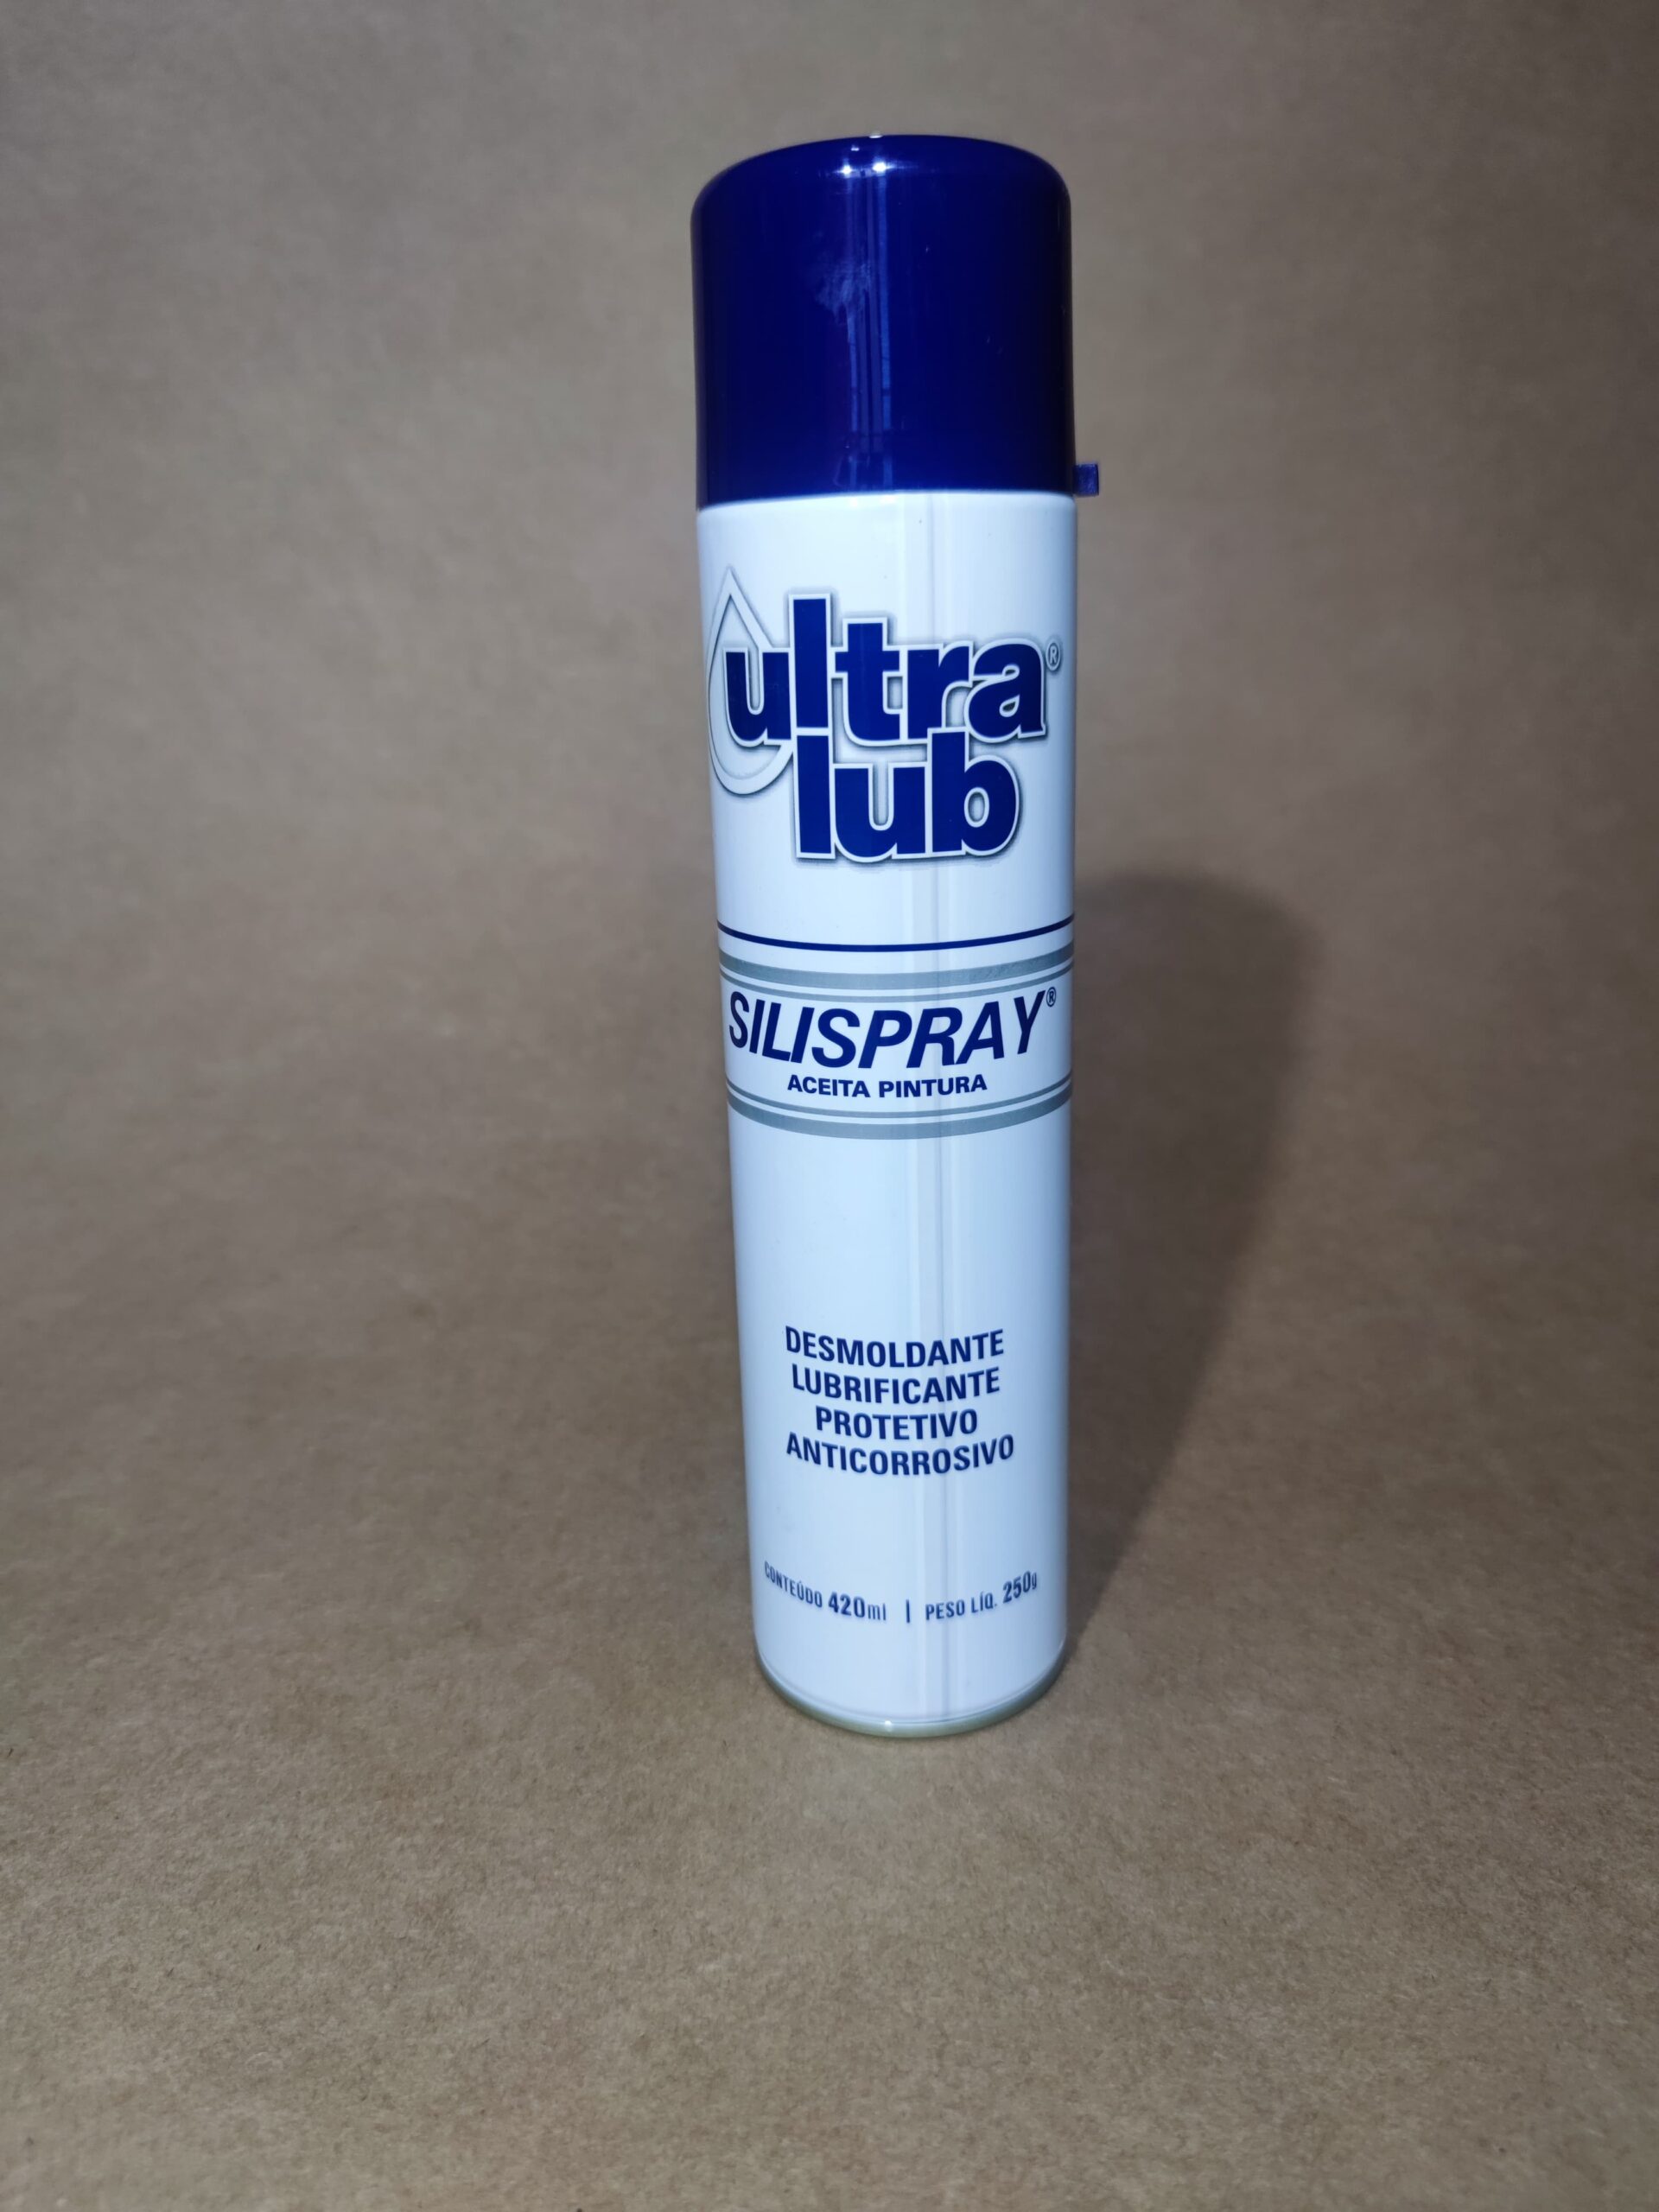 ultra®
lub
SILISPRAY®
ACEITA PINTURA
DESMOLDANTE
LUBRIFICANTE
PROTETIVO
ANTICORROSIVO
CONTEÚDO 420ml | PESO LÍQ. 250g